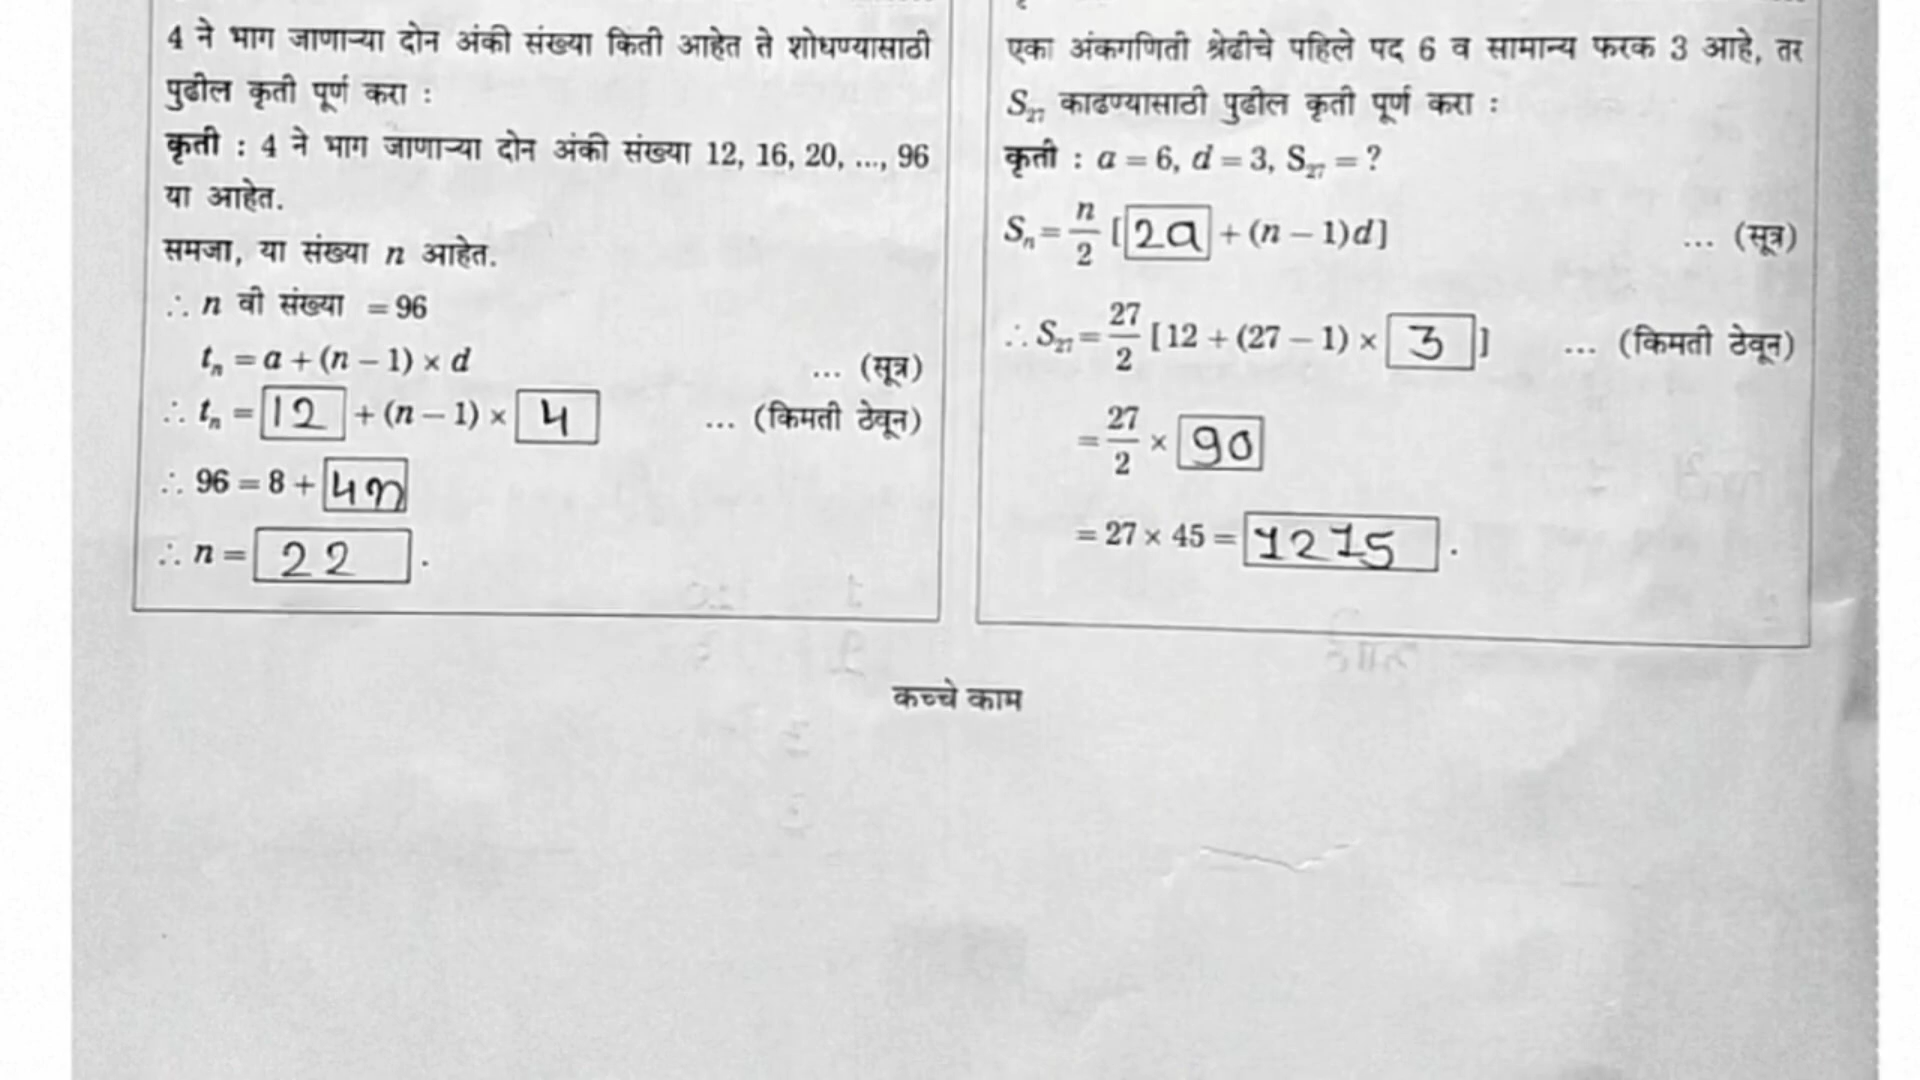 4 ने भाग जाणाऱ्या दोन अंकी संख्या किती आहेत ते शोधण्यासाठी
पुढील कृती पूर्ण करा :
कृती : 4 ने भाग जाणाऱ्या दोन अंकी संख्या 12, 16, 20, ..., 96
या आहेत.
समजा, या संख्या n आहेत.
∴ n वी संख्या = 96
tₙ = a + (n – 1) × d ... (सूत्र)
∴ tₙ = 12 + (n – 1) × 4 ... (किमती ठेवून)
∴ 96 = 8 + 4n
∴ n = 22 .
एका अंकगणिती श्रेढीचे पहिले पद 6 व सामान्य फरक 3 आहे, तर
S₂₇ काढण्यासाठी पुढील कृती पूर्ण करा :
कृती : a = 6, d = 3, S₂₇ = ?
Sₙ = n/2 [ 2a + (n – 1)d ] ... (सूत्र)
∴ S₂₇ = 27/2 [ 12 + (27 – 1) × 3 ] ... (किमती ठेवून)
= 27/2 × 90
= 27 × 45 = 1215 .
कच्चे काम